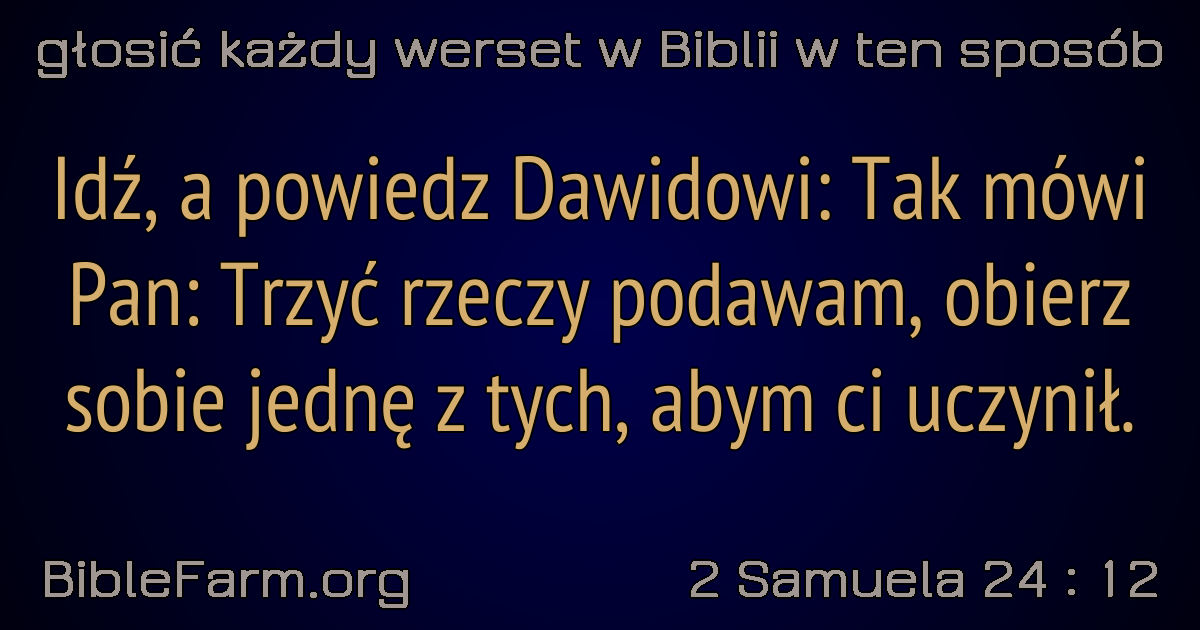 głosić każdy werset w Biblii w ten sposób
Idź, a powiedz Dawidowi: Tak mówi
Pan: Trzyć rzeczy podawam, obierz
sobie jednę z tych, abym ci uczynił.
BibleFarm.org
2 Samuela 24 : 12